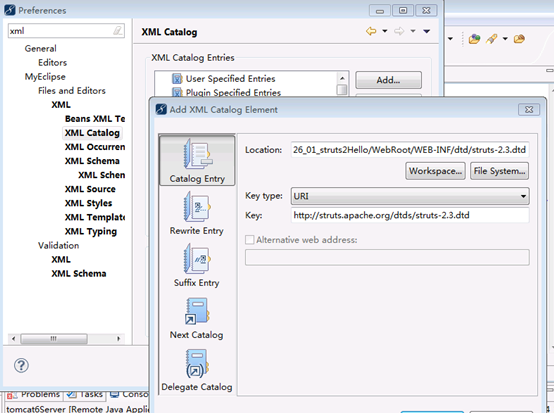 Preferences
xml
General
Editors
MyEclipse
Files and Editors
XML
Beans XML Te
XML Catalog
XML Occurren
XML Schema
XML Schen
XML Source
XML Styles
XML Template
XML Typing
Validation
XML
XML Schema
XML Catalog
XML Catalog Entries
User Specified Entries
Plugin Specified Entries
Add...
Add XML Catalog Element
Catalog Entry
Rewrite Entry
Suffix Entry
Next Catalog
Delegate Catalog
Location: 26_01_struts2Hello/WebRoot/WEB-INF/dtd/struts-2.3.dtd
Workspace... File System...
Key type: URI
Key: http://struts.apache.org/dtds/struts-2.3.dtd
Alternative web address:
Problems Tasks Conso
tomcat6Server [Remote Java Applic